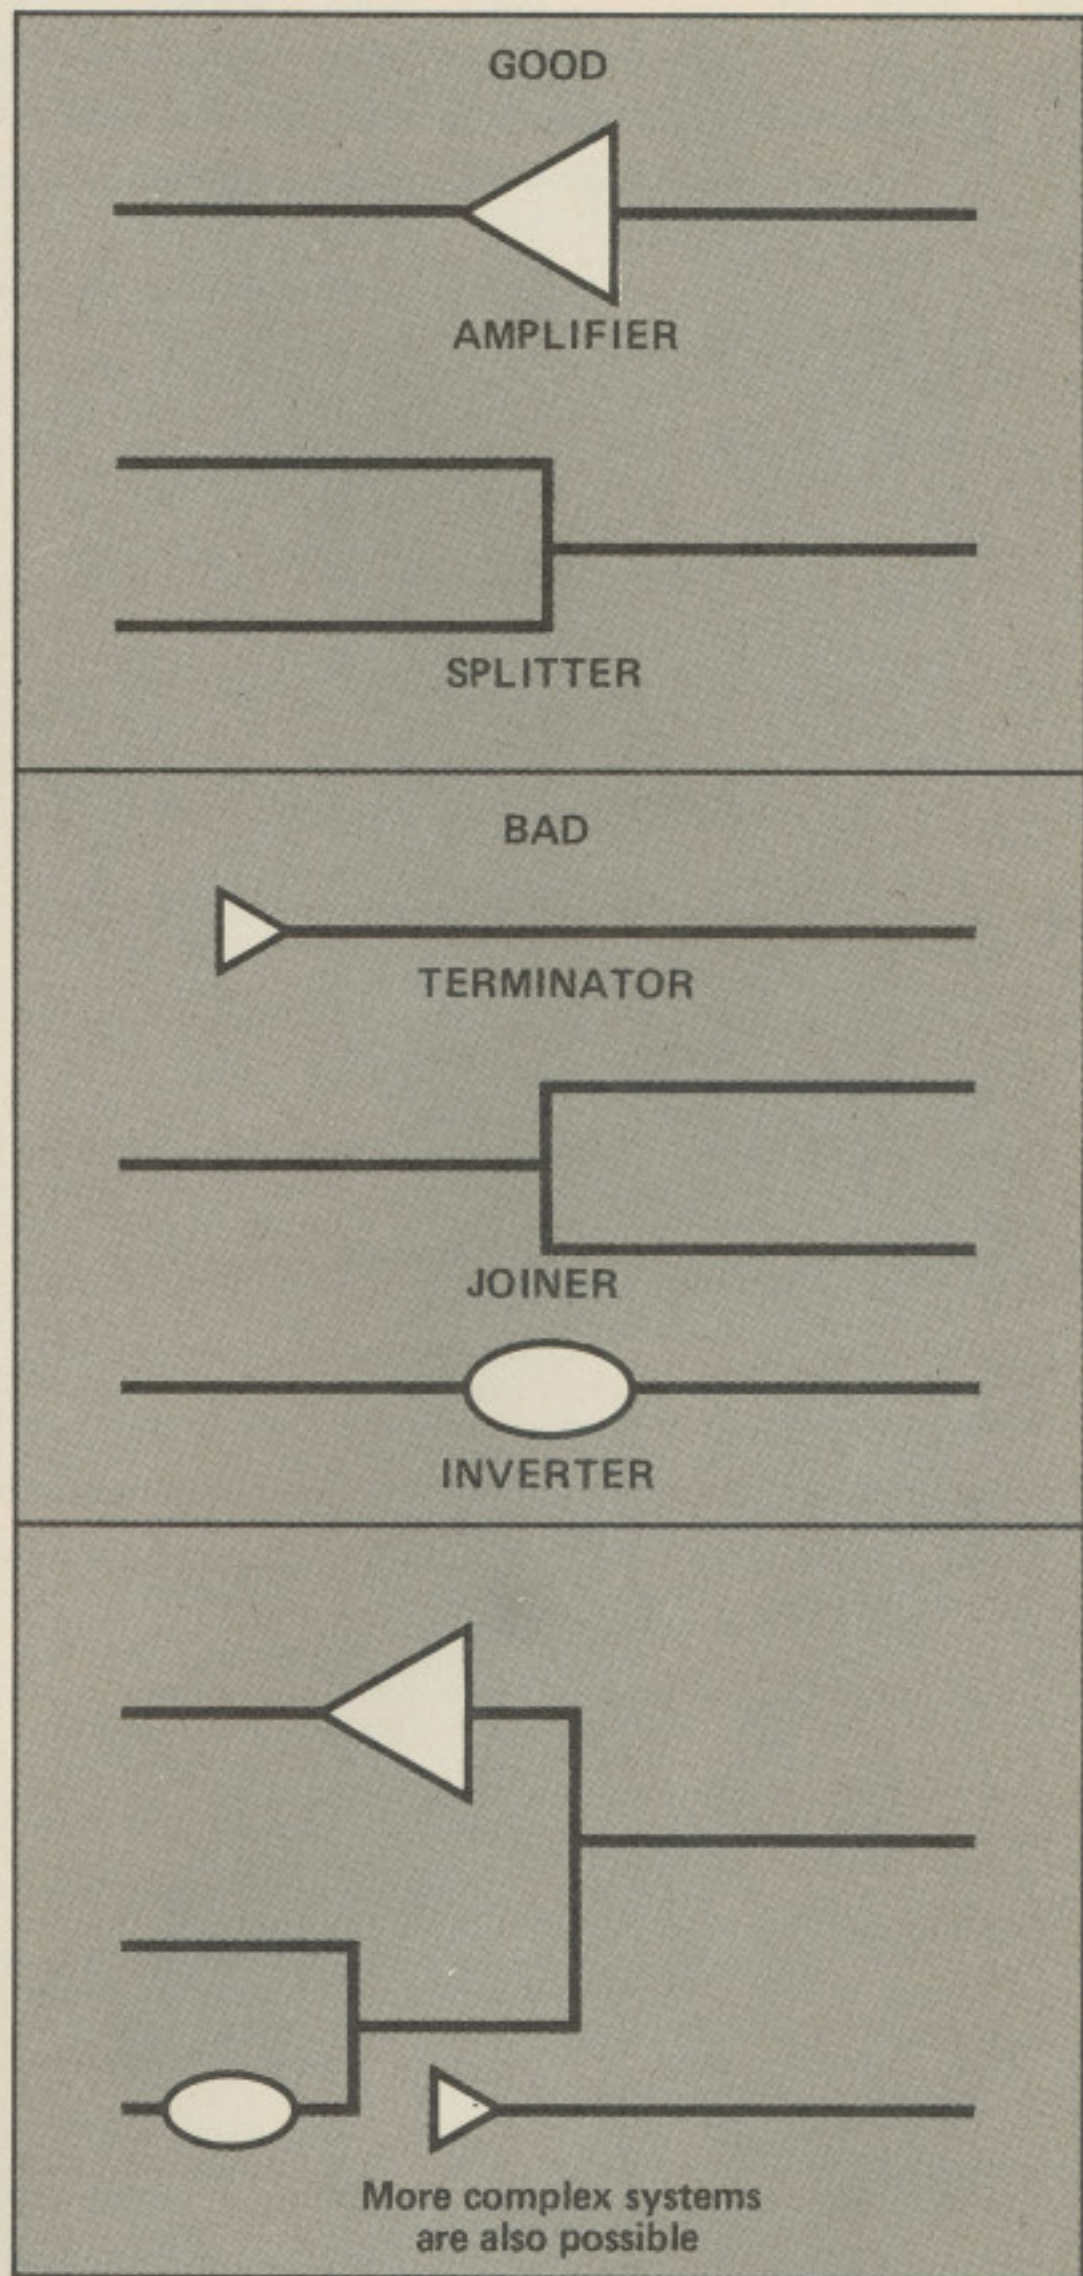 GOOD
AMPLIFIER
SPLITTER
BAD
TERMINATOR
JOINER
INVERTER
More complex systems
are also possible